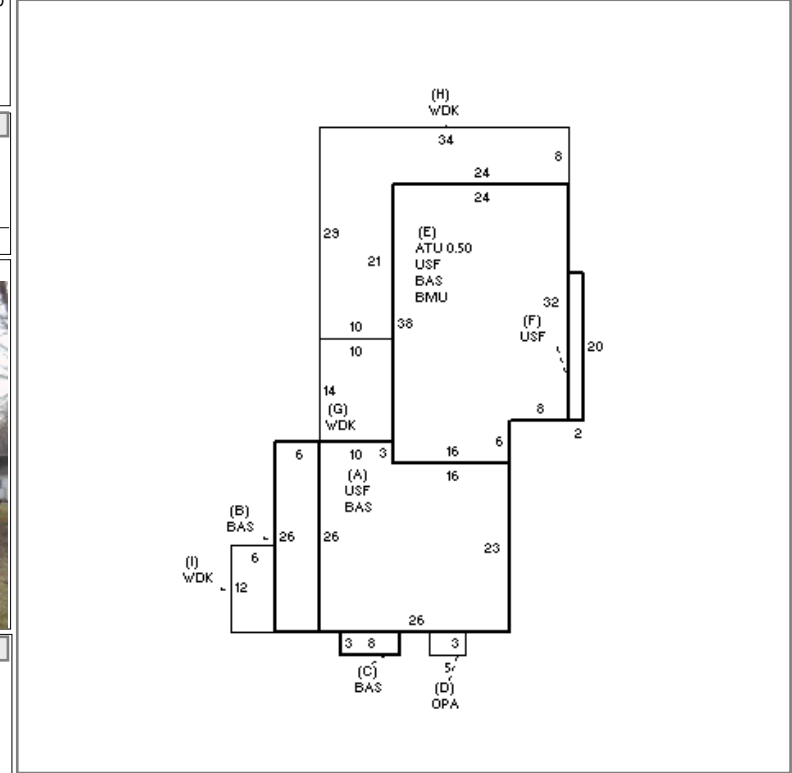 (H)
WDK
34
8
24
24
29
21
(E)
ATU 0.50
USF
BAS
BMU
32
(F)
USF
10
38
20
10
14
(G)
WDK
8
2
6
6
10
3
16
16
(A)
USF
BAS
(B)
BAS
26
26
23
(I)
WDK
6
12
26
3
8
3
5
(C)
BAS
(D)
OPA